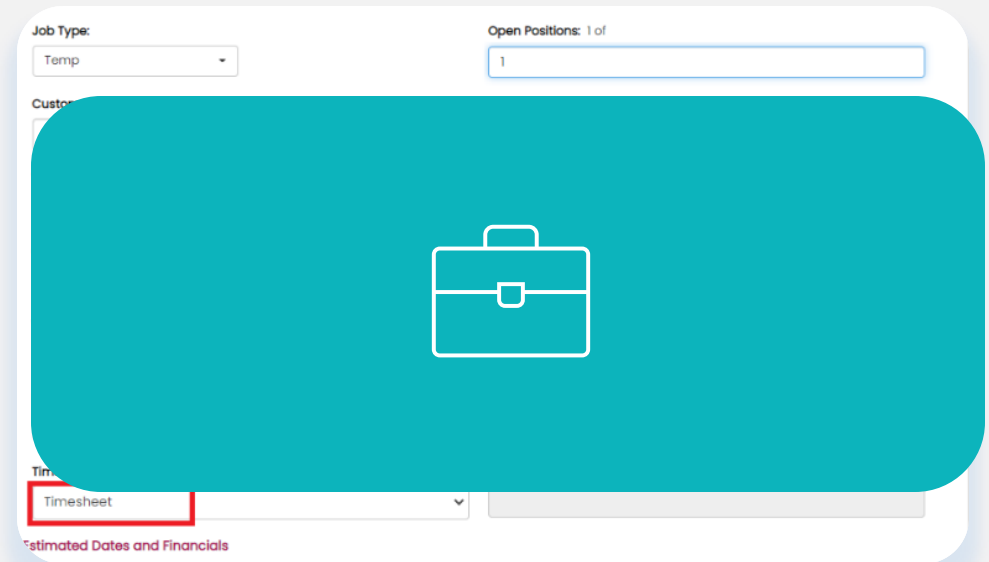 Job Type:
Open Positions: 1 of
Temp
1
Timesheet
Estimated Dates and Financials